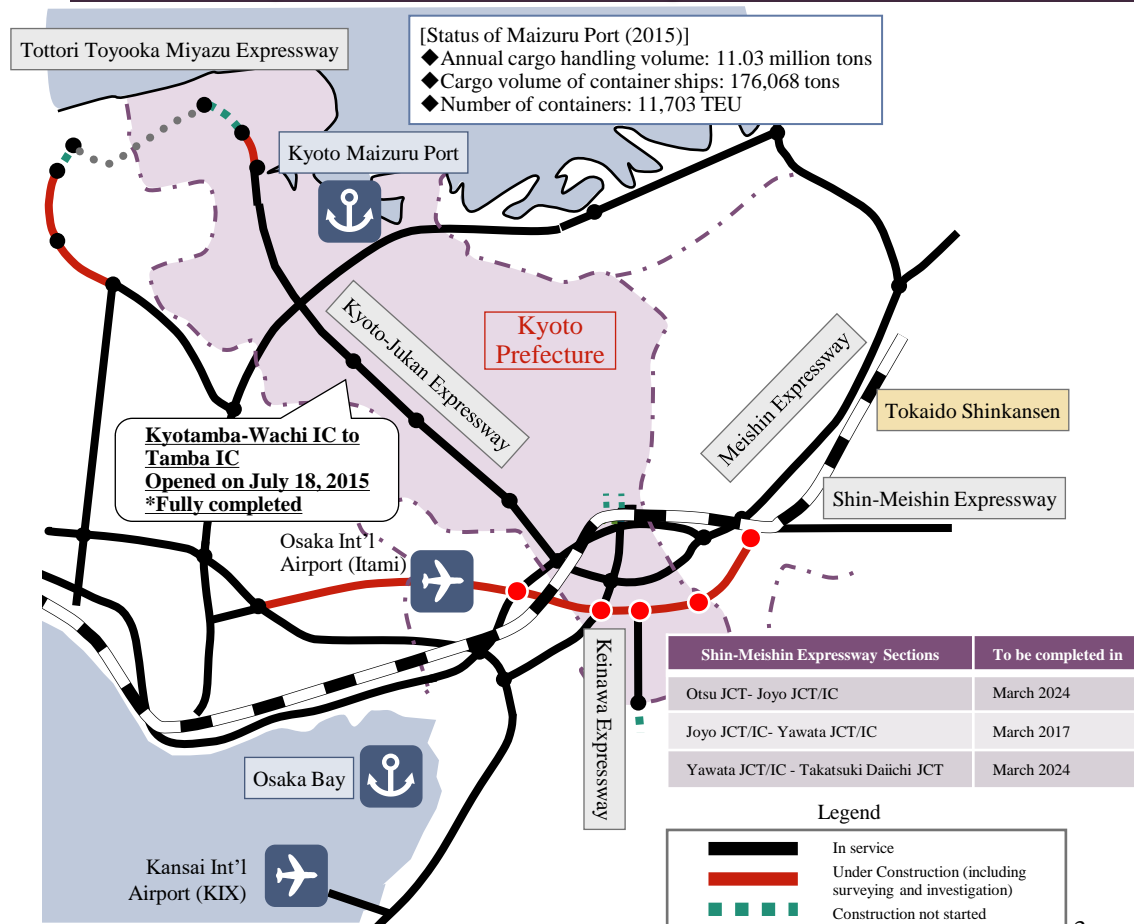 Tottori Toyooka Miyazu Expressway
[Status of Maizuru Port (2015)]
◆Annual cargo handling volume: 11.03 million tons
◆Cargo volume of container ships: 176,068 tons
◆Number of containers: 11,703 TEU
Kyoto Maizuru Port
Kyoto-Jukan Expressway
Kyoto
Prefecture
Meishin Expressway
Tokaido Shinkansen
Kyotamba-Wachi IC to
Tamba IC
Opened on July 18, 2015
*Fully completed
Shin-Meishin Expressway
Osaka Int'l
Airport (Itami)
Keinawa Expressway
Shin-Meishin Expressway Sections To be completed in
Otsu JCT- Joyo JCT/IC March 2024
Joyo JCT/IC- Yawata JCT/IC March 2017
Yawata JCT/IC - Takatsuki Daiichi JCT March 2024
Osaka Bay
Kansai Int'l
Airport (KIX)
Legend
In service
Under Construction (including
surveying and investigation)
Construction not started